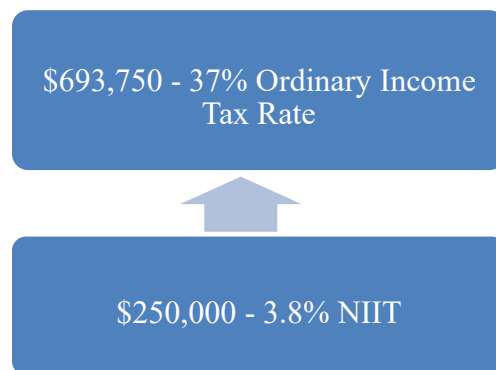 $693,750 - 37% Ordinary Income
Tax Rate
$250,000 - 3.8% NIIT